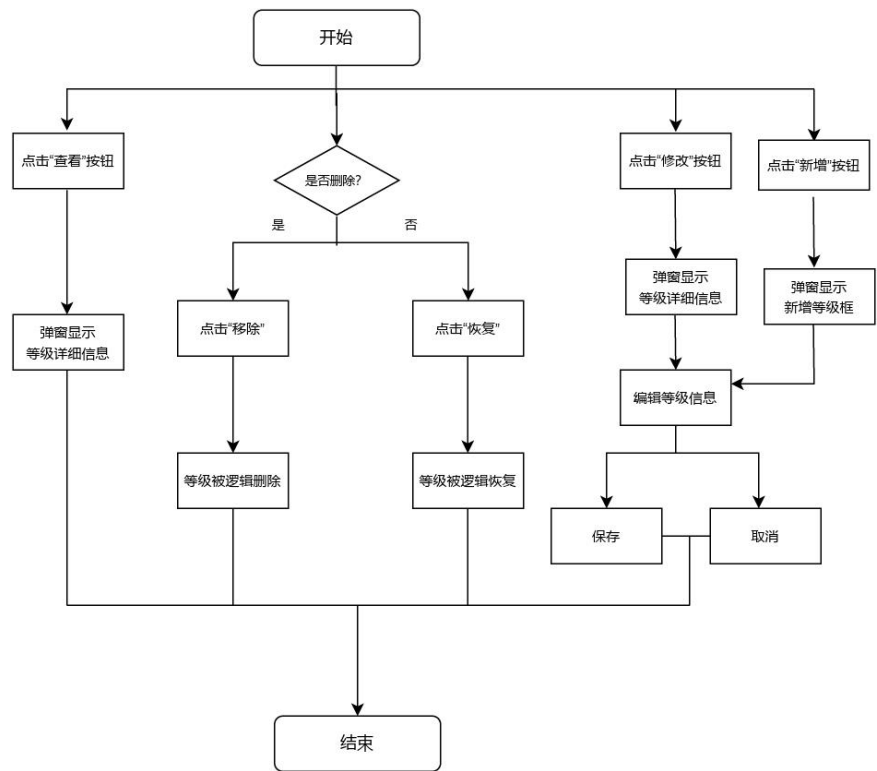 开始
点击“查看”按钮
是否删除？
点击“修改”按钮
点击“新增”按钮
是
否
弹窗显示
等级详细信息
弹窗显示
新增等级框
点击“移除”
点击“恢复”
弹窗显示
等级详细信息
编辑等级信息
等级被逻辑删除
等级被逻辑恢复
保存
取消
结束